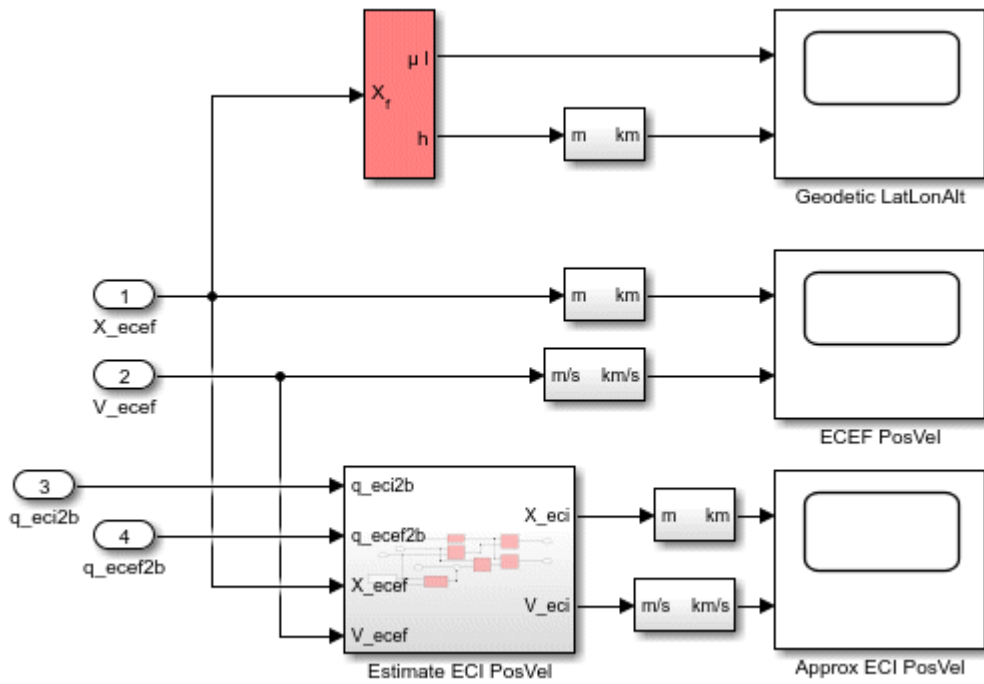 μ l
X_f
h
m km
Geodetic LatLonAlt
1
X_ecef
m km
2
V_ecef
m/s km/s
ECEF PosVel
3
q_eci2b
4
q_ecef2b
q_eci2b
q_ecef2b
X_ecef
V_ecef
X_eci
V_eci
Estimate ECI PosVel
m km
m/s km/s
Approx ECI PosVel